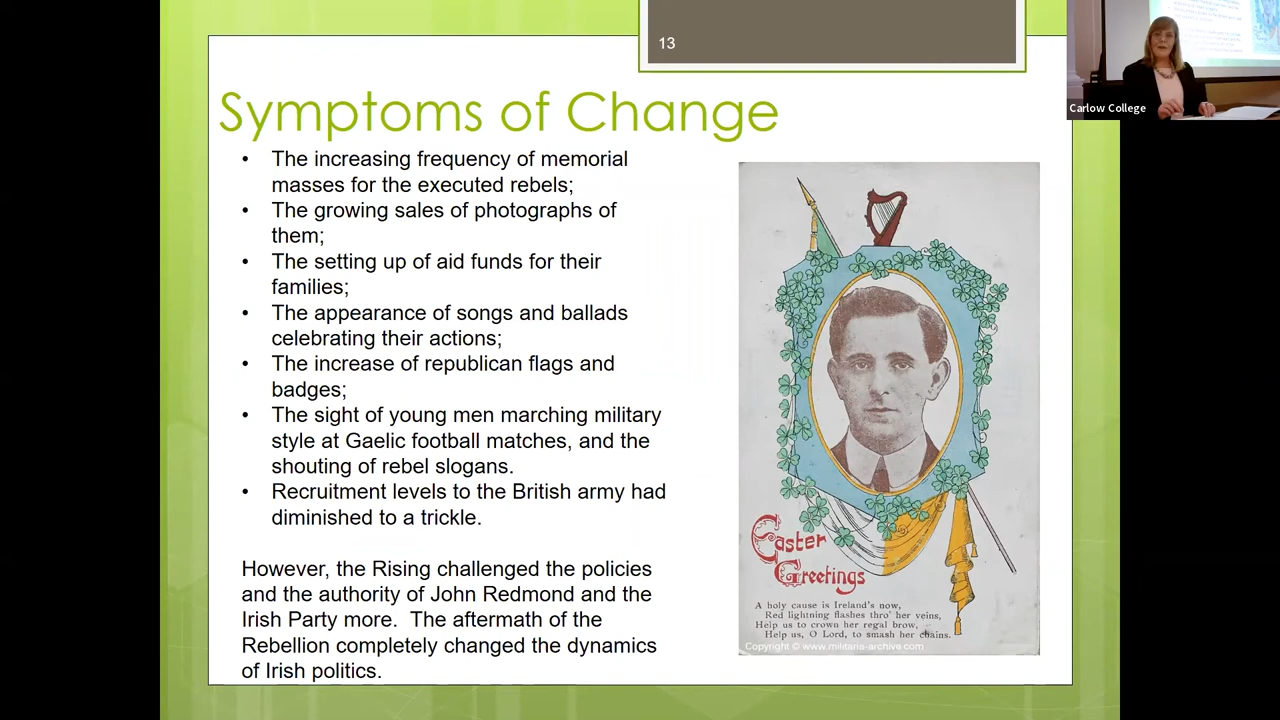 13
Carlow College
Symptoms of Change
• The increasing frequency of memorial
masses for the executed rebels;
• The growing sales of photographs of
them;
• The setting up of aid funds for their
families;
• The appearance of songs and ballads
celebrating their actions;
• The increase of republican flags and
badges;
• The sight of young men marching military
style at Gaelic football matches, and the
shouting of rebel slogans.
• Recruitment levels to the British army had
diminished to a trickle.
However, the Rising challenged the policies
and the authority of John Redmond and the
Irish Party more. The aftermath of the
Rebellion completely changed the dynamics
of Irish politics.
Easter
Greetings
A holy cause is Ireland's now,
Red lightning flashes thro' her veins,
Help us to crown her regal brow,
Help us, O Lord, to smash her chains.
Copyright © www.militaria-archive.com